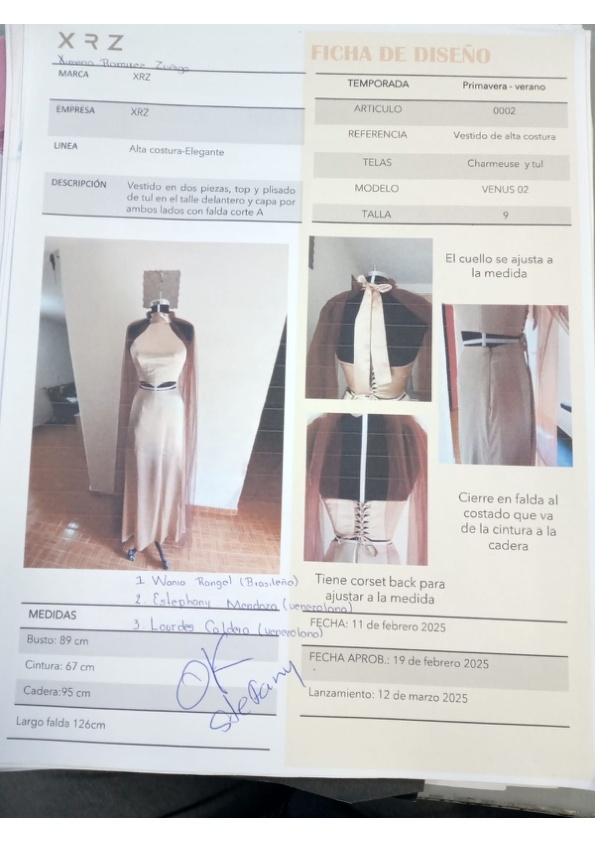 XRZ
Ximena Ramirez Zuñiga
FICHA DE DISEÑO
MARCA XRZ
EMPRESA XRZ
LINEA Alta costura-Elegante
DESCRIPCIÓN Vestido en dos piezas, top y plisado
de tul en el talle delantero y capa por
ambos lados con falda corte A
TEMPORADA Primavera - verano
ARTICULO 0002
REFERENCIA Vestido de alta costura
TELAS Charmeuse y tul
MODELO VENUS 02
TALLA 9
El cuello se ajusta a
la medida
Cierre en falda al
costado que va
de la cintura a la
cadera
Tiene corset back para
ajustar a la medida
1. Wania Rangel (Brasileño)
2. Estephany Mendoza (venezolano)
3. Lourdes Caldera (venezolano)
MEDIDAS
Busto: 89 cm
Cintura: 67 cm
Cadera:95 cm
Largo falda 126cm
OK
Stefany
FECHA: 11 de febrero 2025
FECHA APROB.: 19 de febrero 2025
Lanzamiento: 12 de marzo 2025